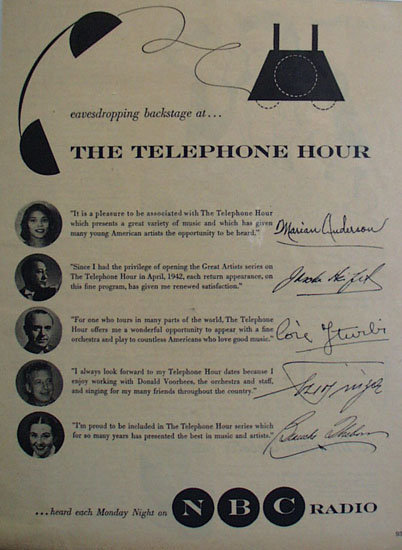 eavesdropping backstage at...
THE TELEPHONE HOUR
"It is a pleasure to be associated with The Telephone Hour
which presents a great variety of music and which has given
many young American artists the opportunity to be heard."
Marian Anderson
"Since I had the privilege of opening the Great Artists series on
The Telephone Hour in April, 1942, each return appearance, on
this fine program, has given me renewed satisfaction."
"For one who tours in many parts of the world, The Telephone
Hour offers me a wonderful opportunity to appear with a fine
orchestra and play to countless Americans who love good music."
Iturbi
"I always look forward to my Telephone Hour dates because I
enjoy working with Donald Voorhees, the orchestra and staff,
and singing for my many friends throughout the country."
"I'm proud to be included in The Telephone Hour series which
for so many years has presented the best in music and artists."
...heard each Monday Night on NBC RADIO